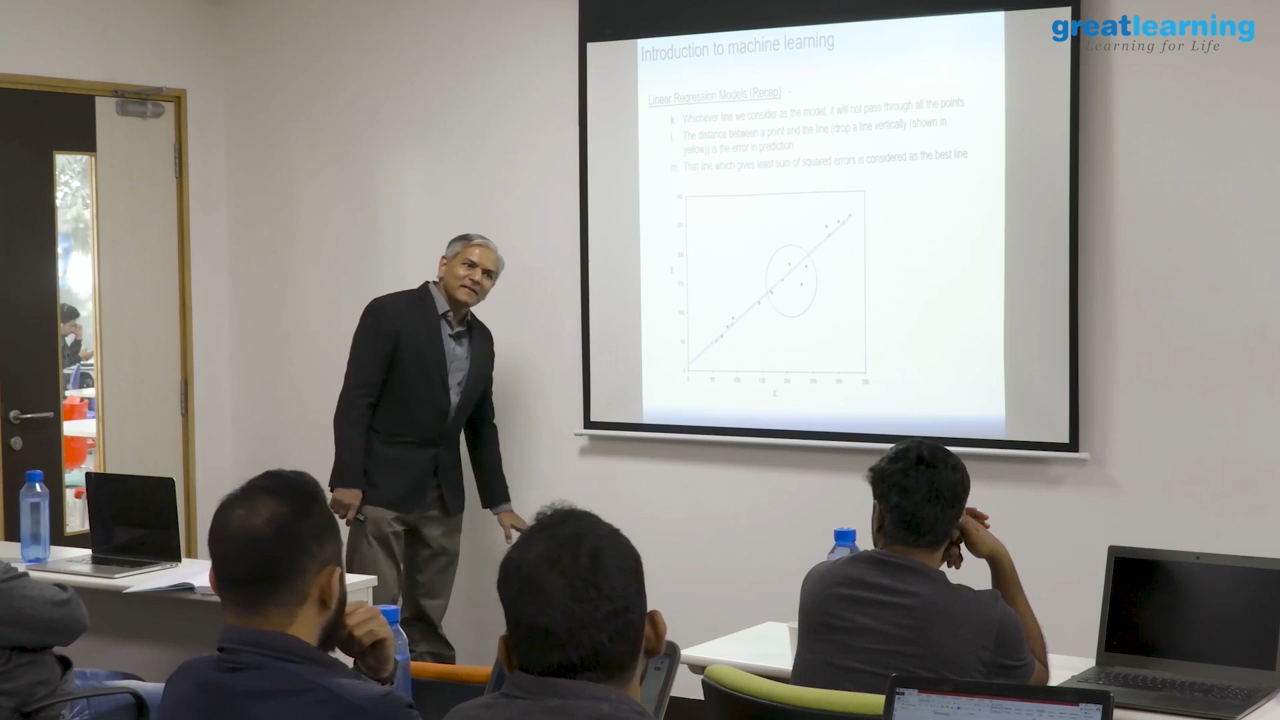 greatlearning
Learning for Life
Introduction to machine learning
Linear Regression Models (Recap) -
k. Whichever line we consider as the model, it will not pass through all the points
l. The distance between a point and the line (drop a line vertically (shown in
yellow)) is the error in prediction
m. That line which gives least sum of squared errors is considered as the best line